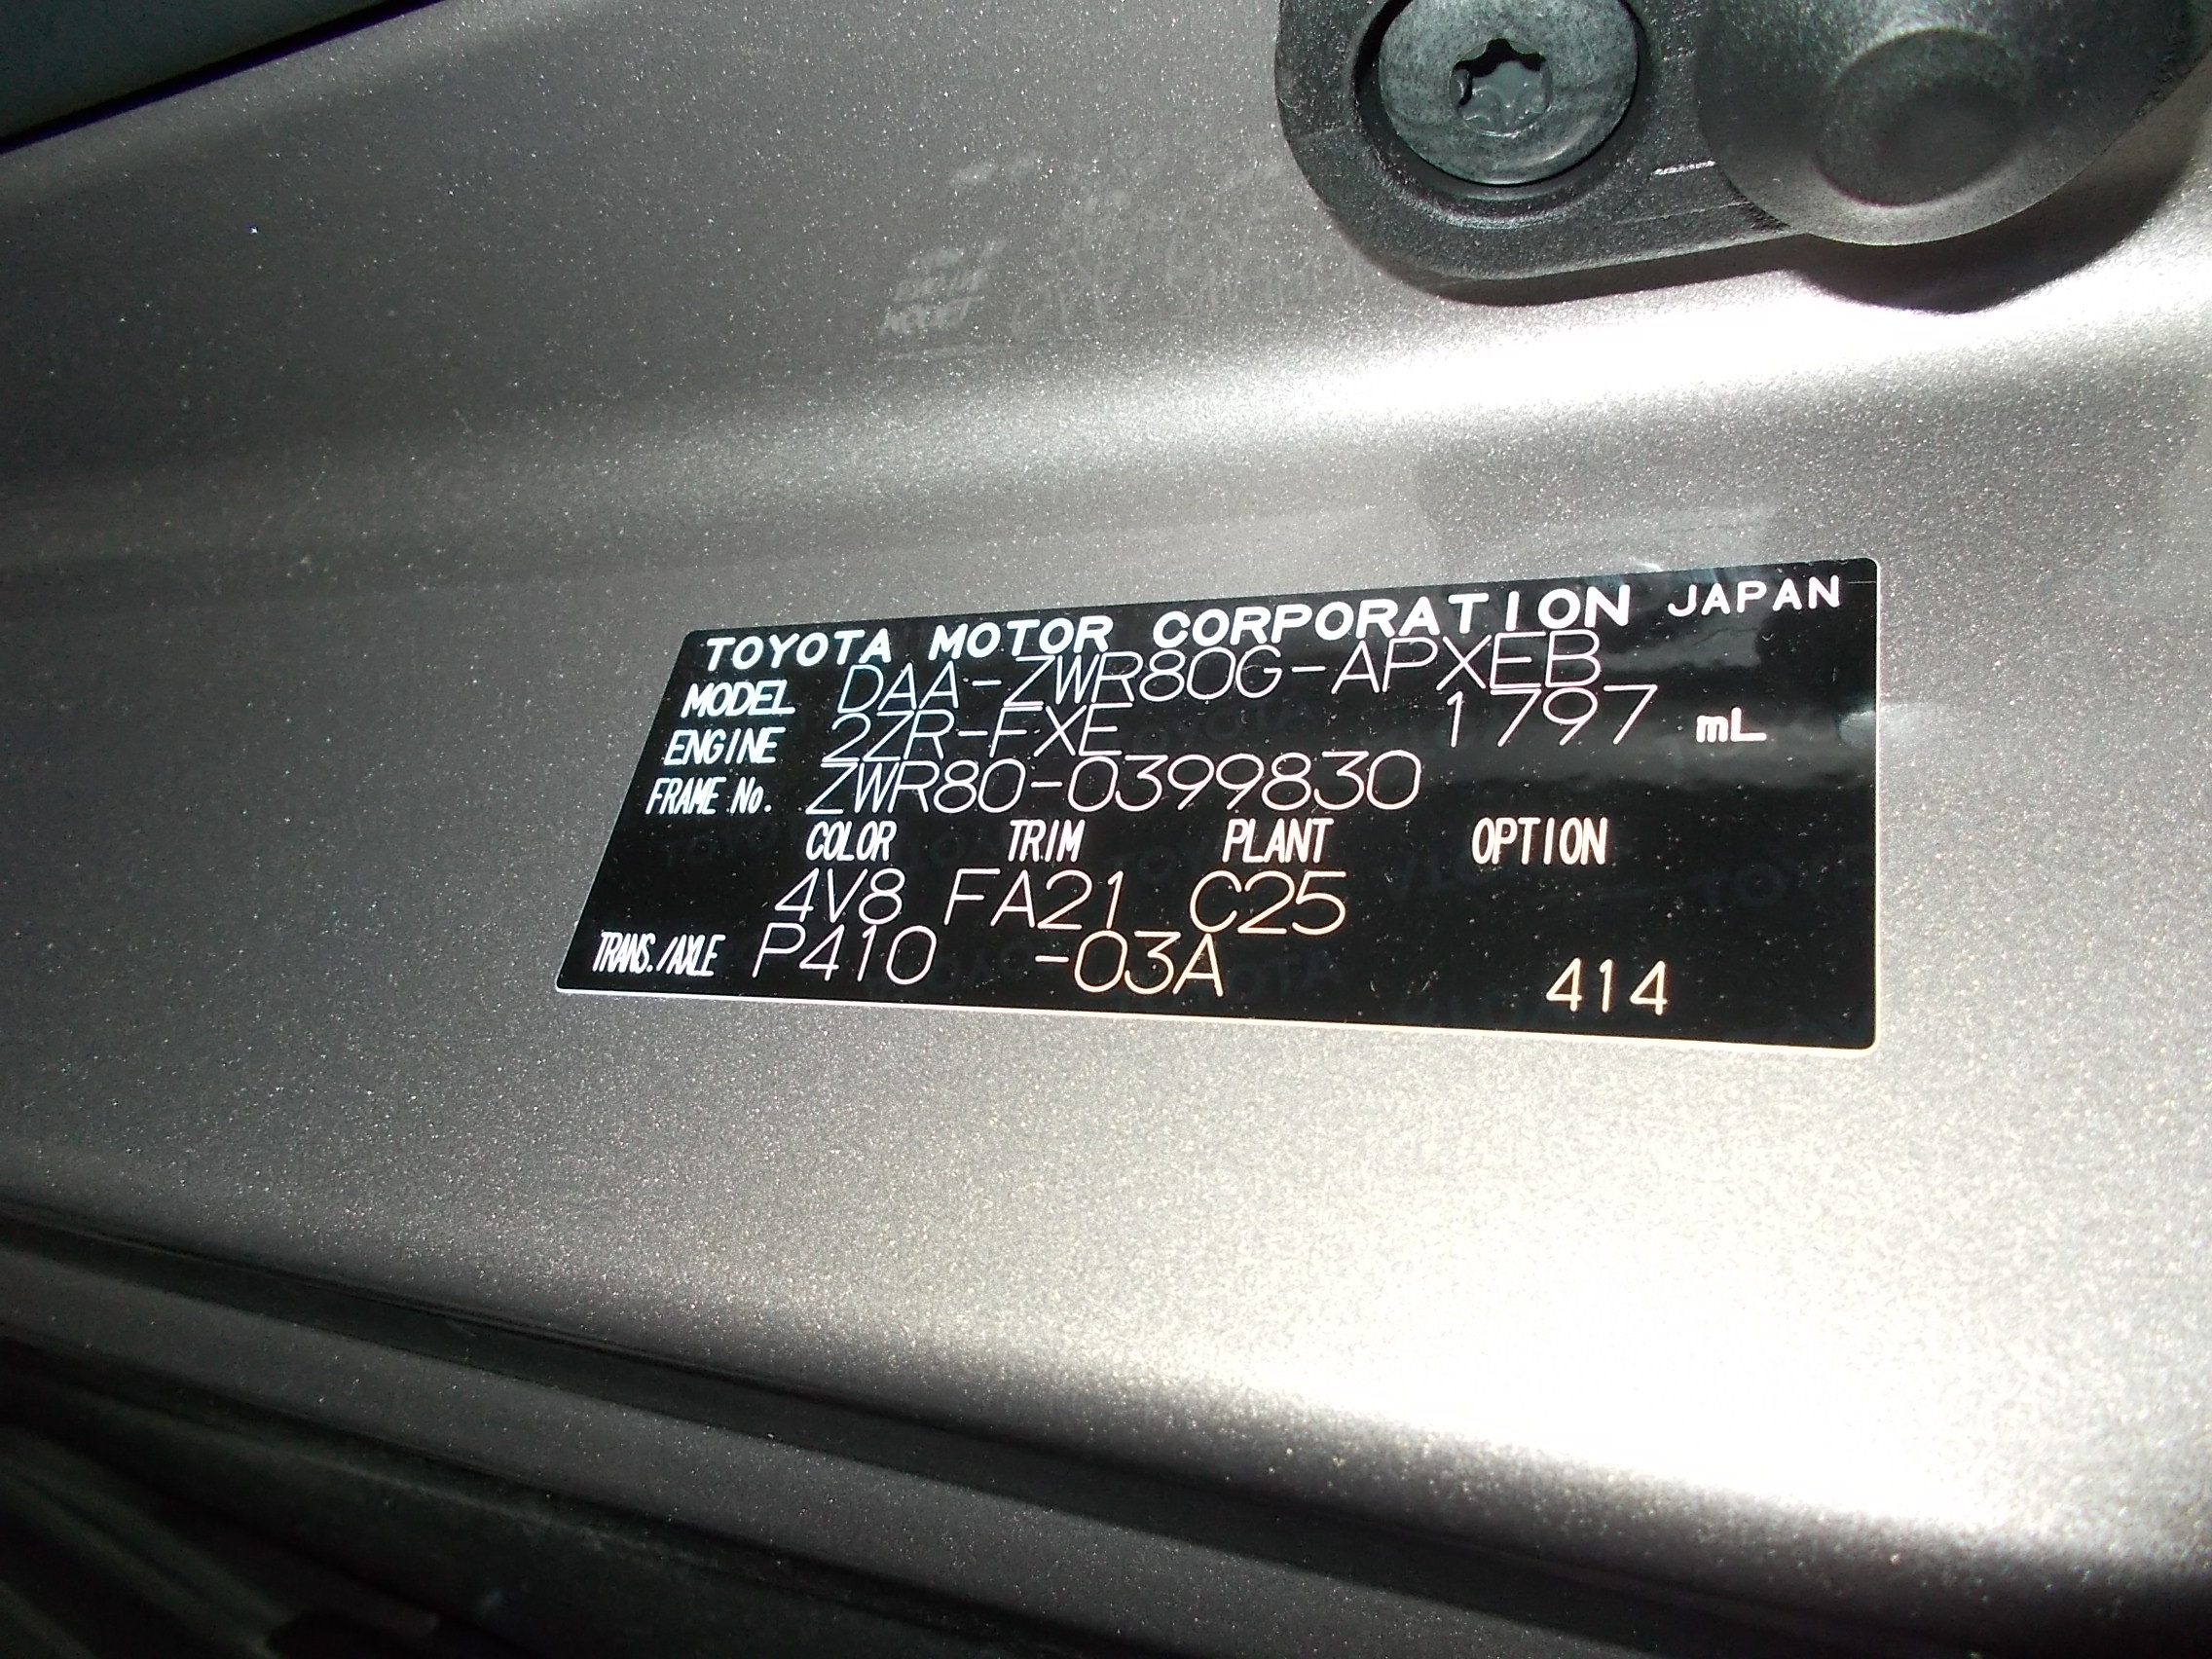 TOYOTA MOTOR CORPORATION JAPAN
MODEL DAA-ZWR80G-APXEB
ENGINE 2ZR-FXE 1797 mL
FRAME No. ZWR80-0399830
COLOR TRIM PLANT OPTION
4V8 FA21 C25
TRANS./AXLE P410 -03A 414